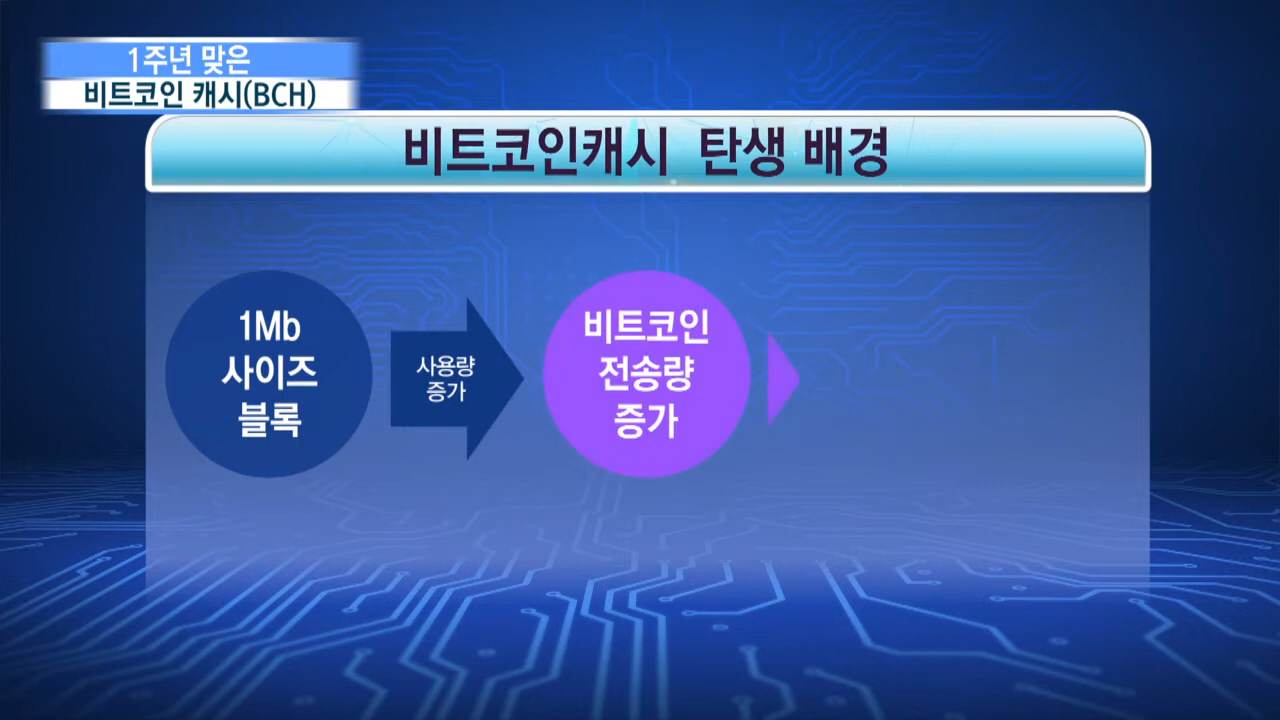 1주년 맞은
비트코인 캐시(BCH)
비트코인캐시 탄생 배경
1Mb
사이즈
블록
사용량
증가
비트코인
전송량
증가